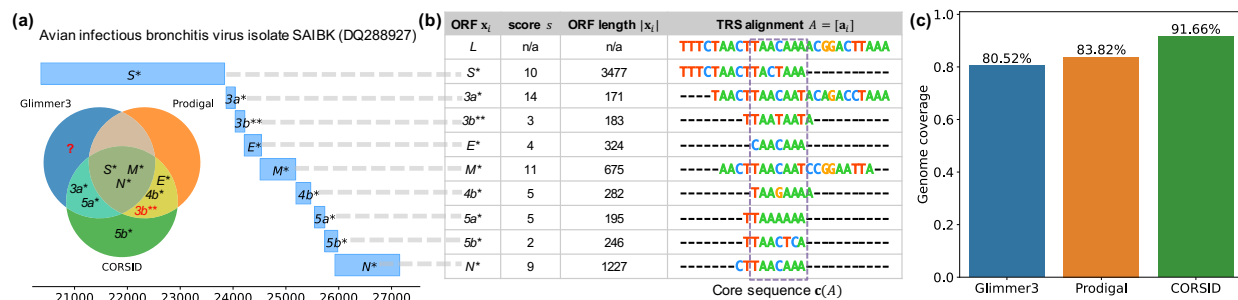 (a)
Avian infectious bronchitis virus isolate SAIBK (DQ288927)
S*
3a*
3b**
E*
M*
4b*
5a*
5b*
N*
Glimmer3
Prodigal
?
S* M*
N*
3a*
5a*
E*
4b*
3b**
5b*
CORSID
21000 22000 23000 24000 25000 26000 27000
(b)
ORF xᵢ score s ORF length |xᵢ| TRS alignment A = [aᵢ]
L n/a n/a TTTCTAACTTAACAAAACGGACTTAAA
S* 10 3477 TTTCTAACTTACTAAA-----------
3a* 14 171 ----TAACTTAACAATACAGACCTAAA
3b** 3 183 --------TTAATAATA----------
E* 4 324 ---------CAACAAA-----------
M* 11 675 -----AACTTAACAATCCGGAATTA--
4b* 5 282 ---------TAAGAAAA----------
5a* 5 195 --------TTAAAAAA-----------
5b* 2 246 --------TTAACTCA-----------
N* 9 1227 -------CTTAACAAA-----------
Core sequence c(A)
(c)
Genome coverage
1.0
0.8
0.6
0.4
0.2
0.0
80.52%
83.82%
91.66%
Glimmer3 Prodigal CORSID